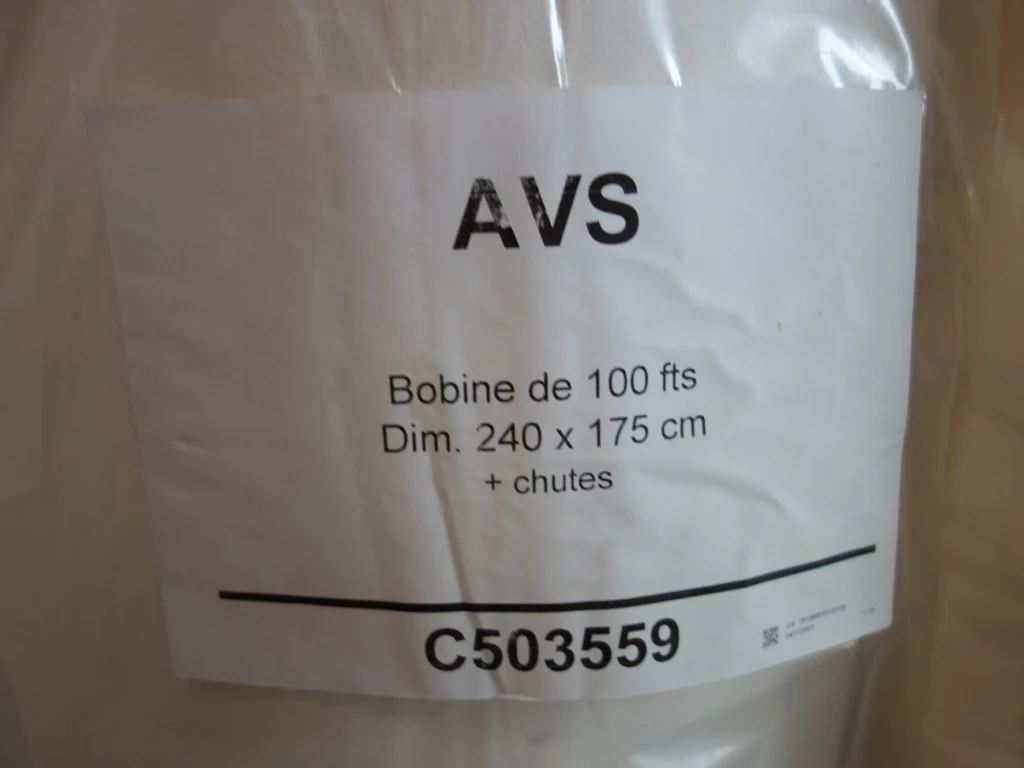 AVS
Bobine de 100 fts
Dim. 240 x 175 cm
+ chutes
C503559